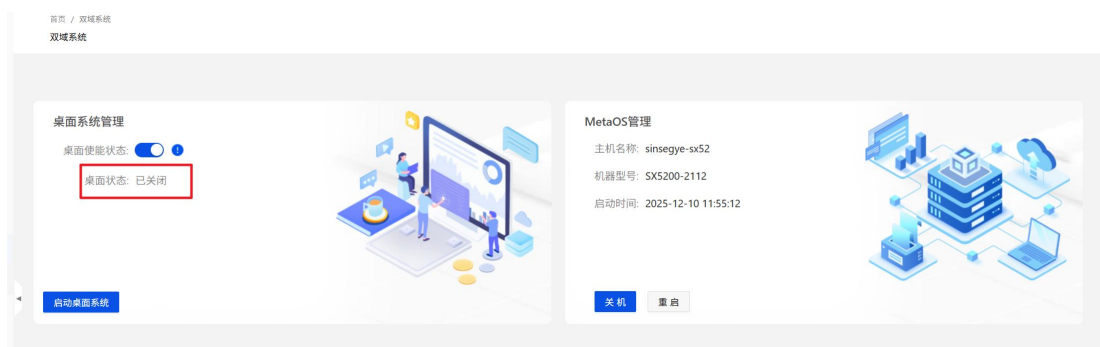 首页 / 双域系统
双域系统
桌面系统管理
桌面使能状态:
桌面状态: 已关闭
启动桌面系统
MetaOS管理
主机名称: sinsegye-sx52
机器型号: SX5200-2112
启动时间: 2025-12-10 11:55:12
关机
重启